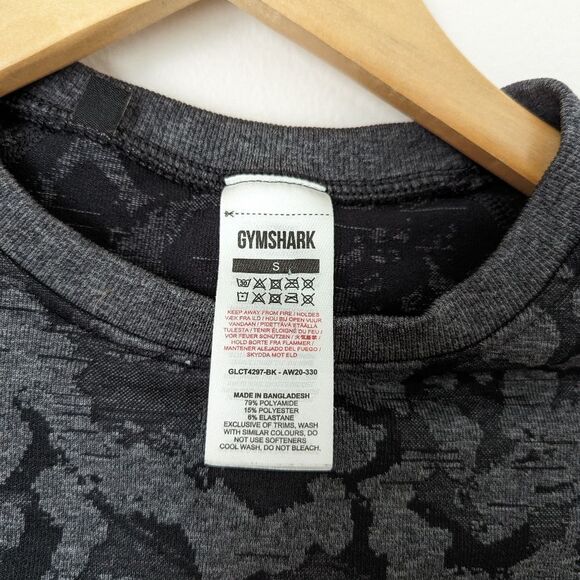 GYMSHARK
S
KEEP AWAY FROM FIRE / HOLDES
VÆK FRA ILD / HOU BIJ OPEN VUUR
VANDAAN / PIDETTÄVÄ ETÄÄLLÄ
TULESTA / TENIR ÉLOIGNÉ DU FEU /
VOR FEUER SCHÜTZEN / 火気厳禁 /
HOLD BORTE FRA FLAMMER /
MANTENER ALEJADO DEL FUEGO /
SKYDDA MOT ELD
GLCT4297-BK - AW20-330
MADE IN BANGLADESH
79% POLYAMIDE
15% POLYESTER
6% ELASTANE
EXCLUSIVE OF TRIMS, WASH
WITH SIMILAR COLOURS, DO
NOT USE SOFTENERS
COOL WASH, DO NOT BLEACH.